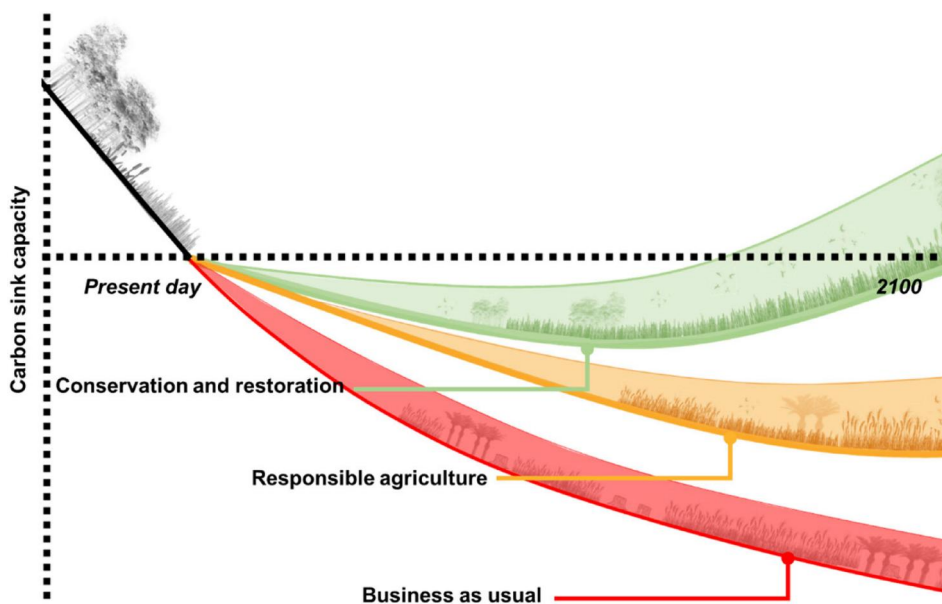 Carbon sink capacity
Present day
2100
Conservation and restoration
Responsible agriculture
Business as usual